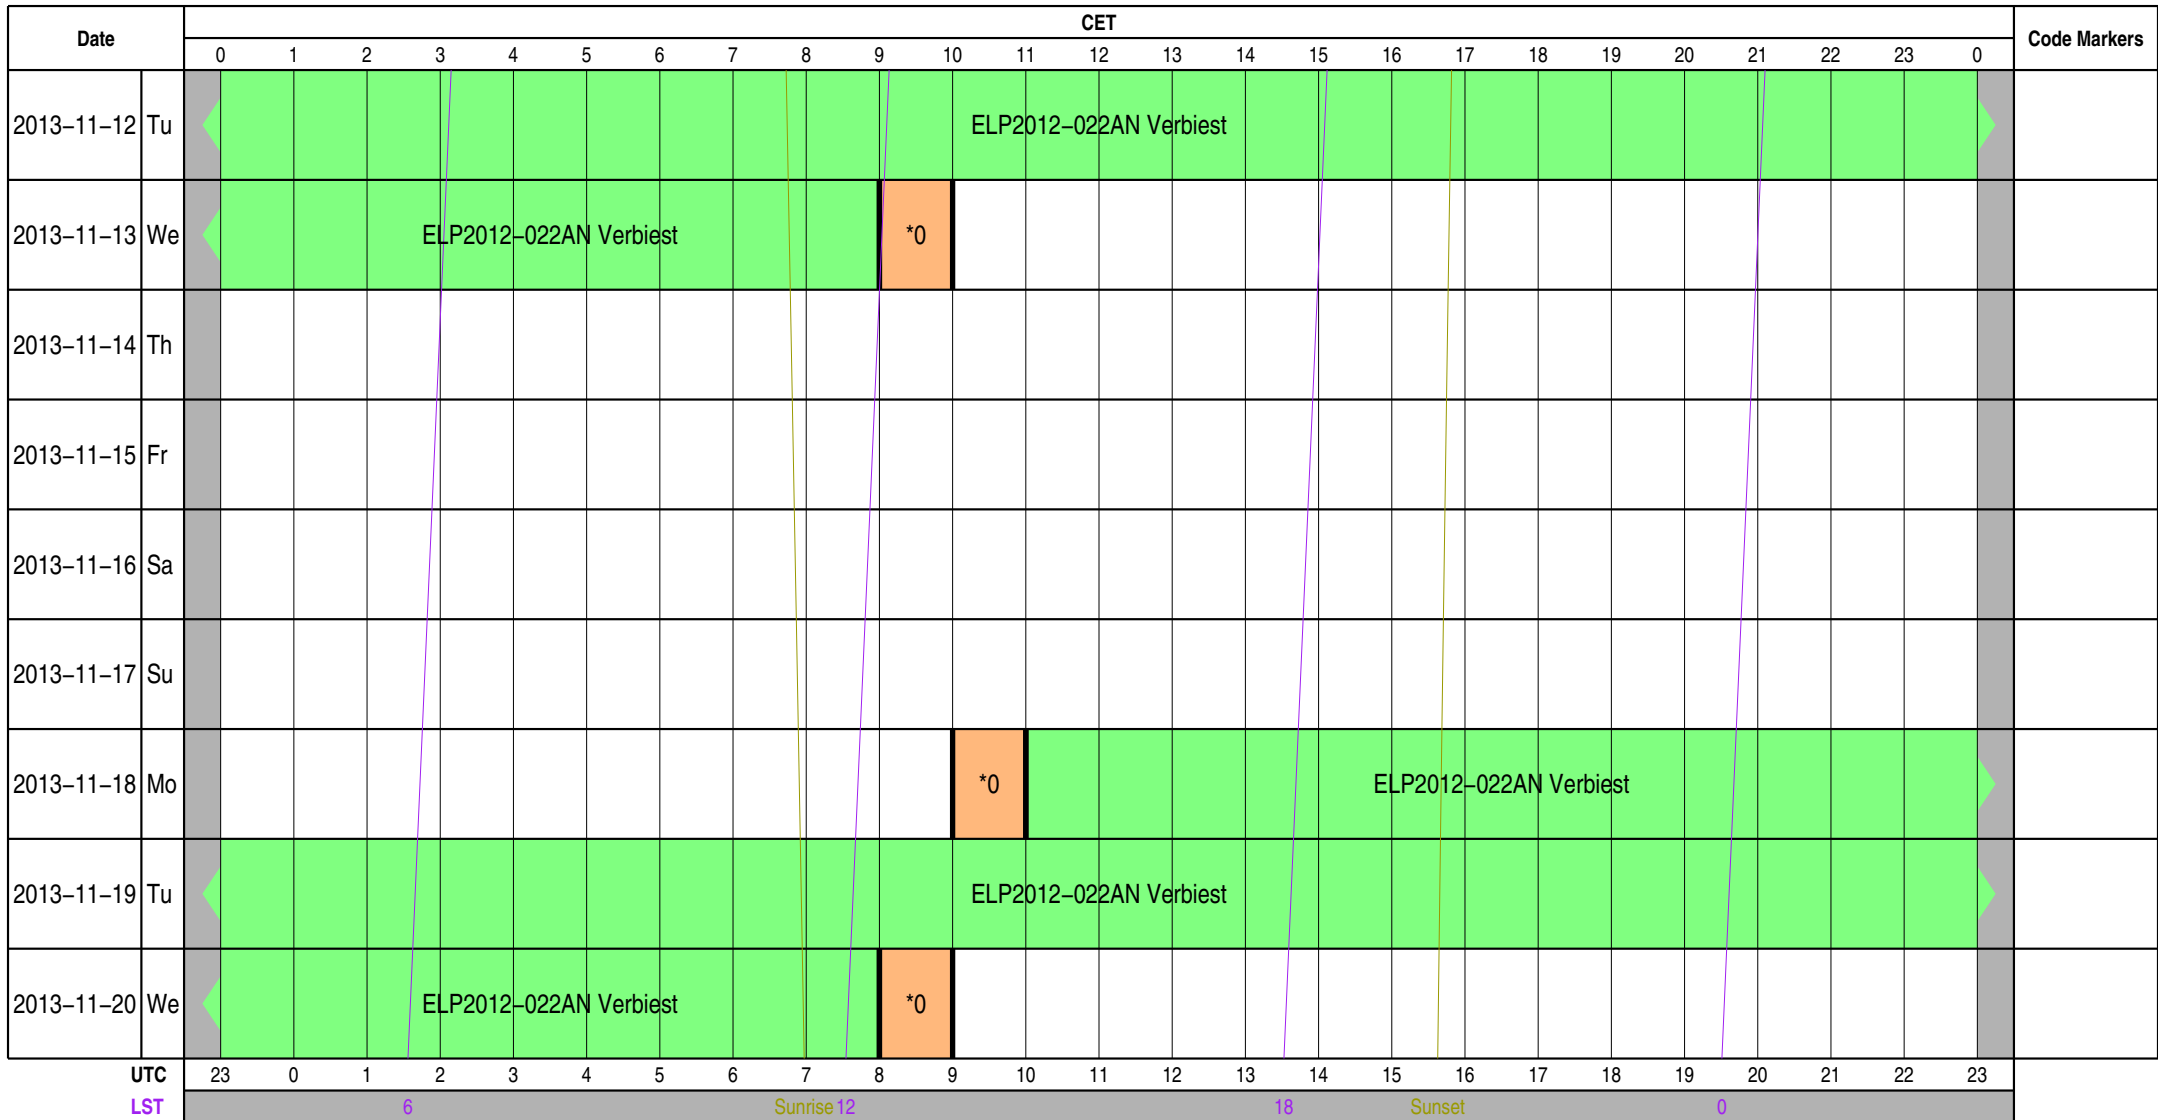 CET
Date
Code Markers
0 1 2 3 4 5 6 7 8 9 10 11 12 13 14 15 16 17 18 19 20 21 22 23 0
2013−11−12 Tu ELP2012−022AN Verbiest
2013−11−13 We ELP2012−022AN Verbiest *0
2013−11−14 Th
2013−11−15 Fr
2013−11−16 Sa
2013−11−17 Su
2013−11−18 Mo *0 ELP2012−022AN Verbiest
2013−11−19 Tu ELP2012−022AN Verbiest
2013−11−20 We ELP2012−022AN Verbiest *0
UTC 23 0 1 2 3 4 5 6 7 8 9 10 11 12 13 14 15 16 17 18 19 20 21 22 23
LST 6 Sunrise 12 18 Sunset 0